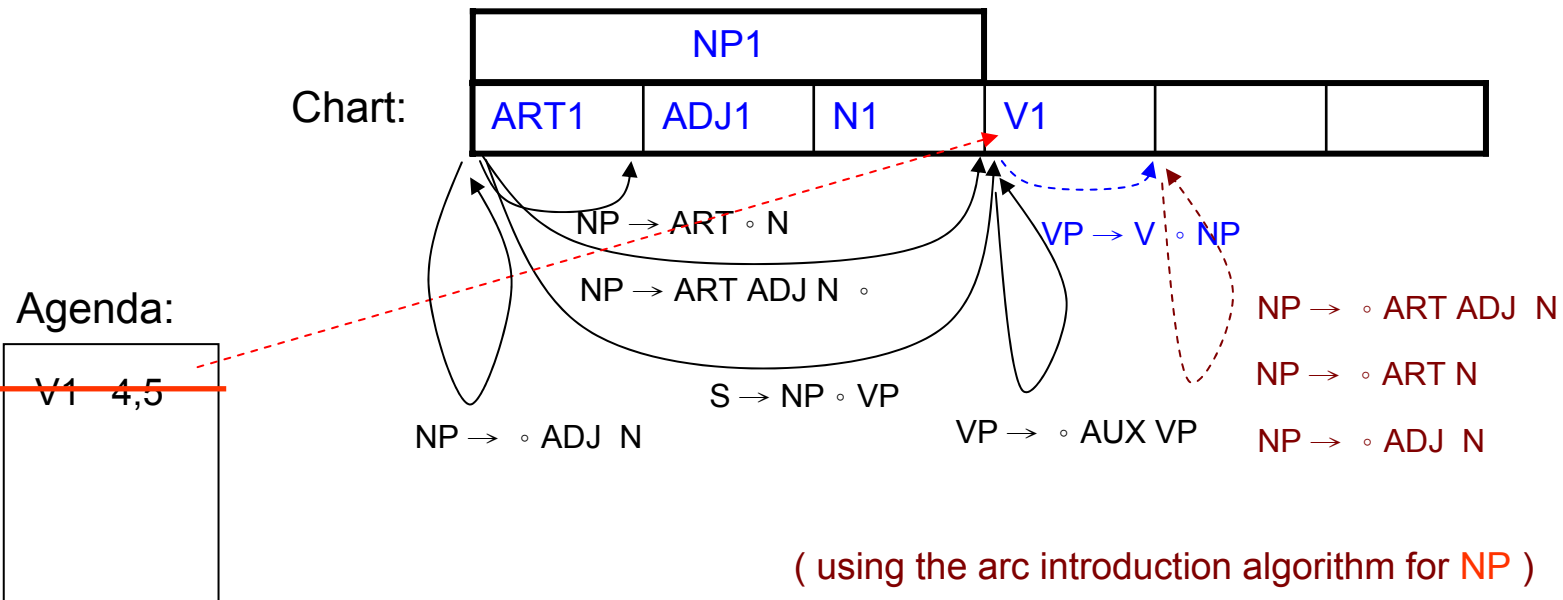 NP1
Chart:
ART1 ADJ1 N1 V1
NP → ART ◦ N
VP → V ◦ NP
NP → ART ADJ N ◦
Agenda:
NP → ◦ ART ADJ N
V1 4,5
NP → ◦ ART N
S → NP ◦ VP
NP → ◦ ADJ N
VP → ◦ AUX VP
NP → ◦ ADJ N
( using the arc introduction algorithm for NP )